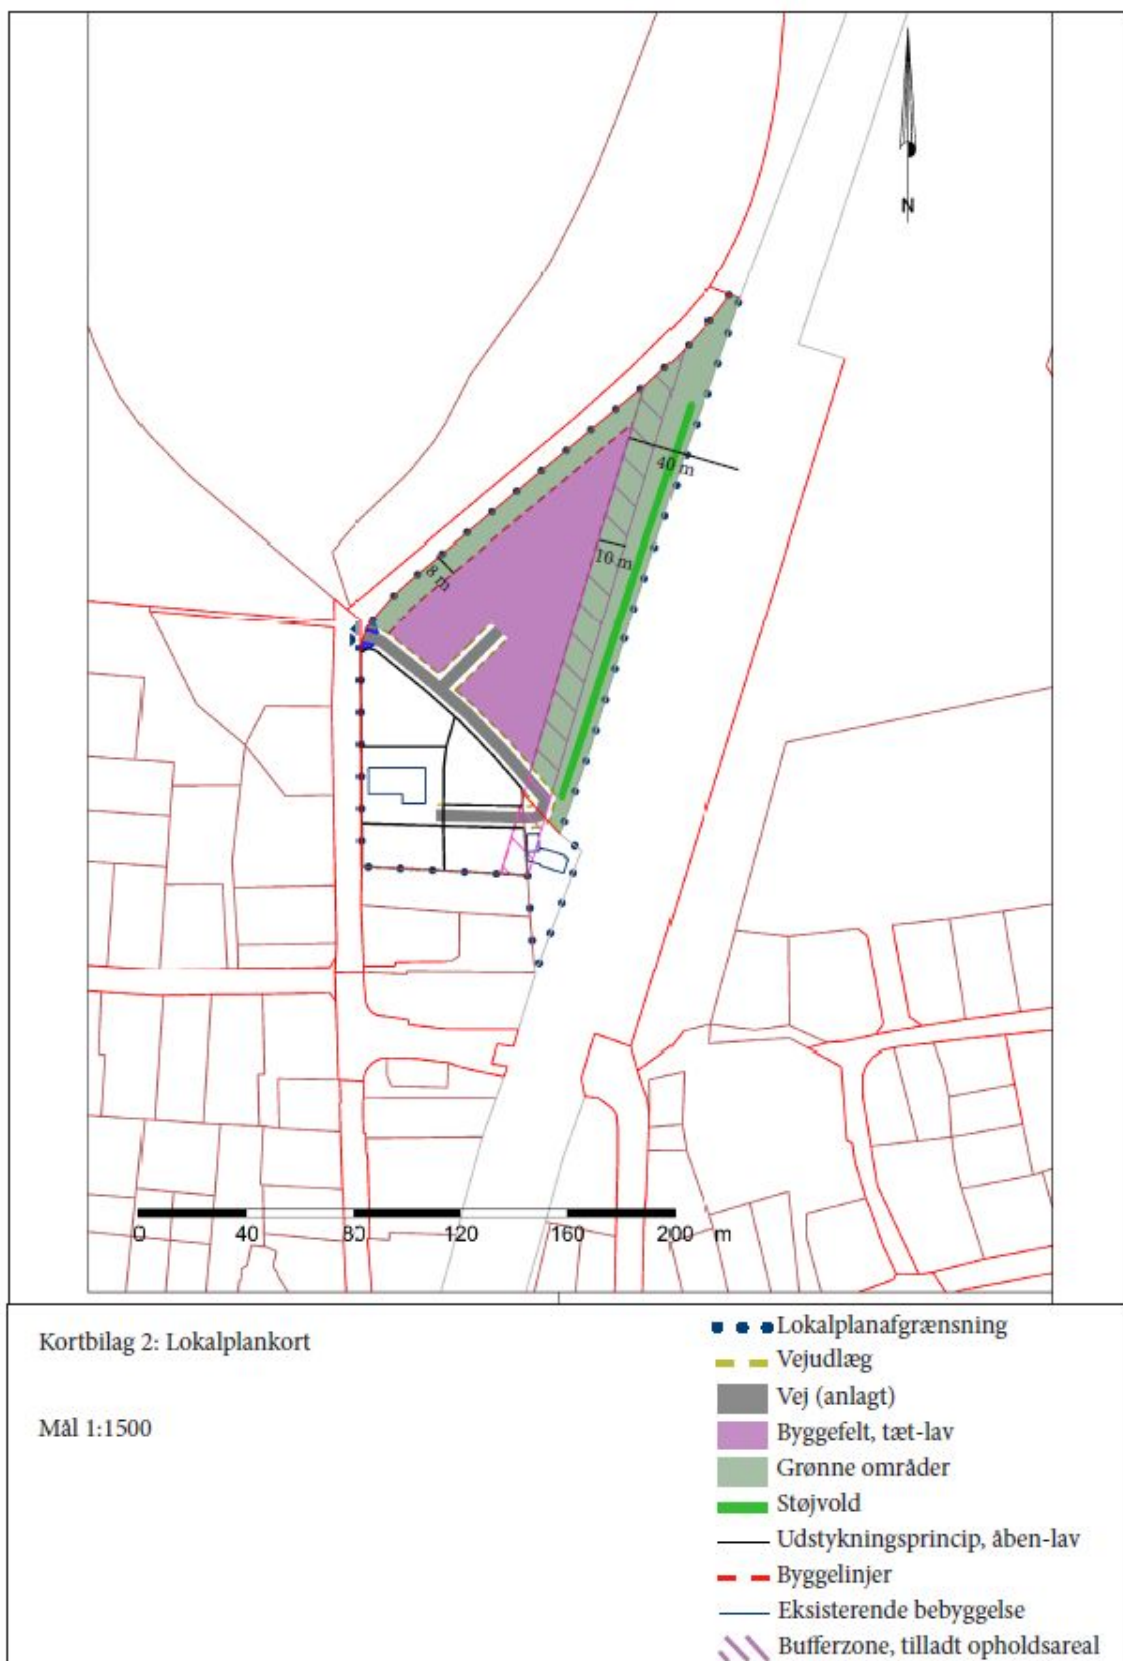 N
40 m
10 m
8 m
0 40 80 120 160 200 m
Kortbilag 2: Lokalplankort
Mål 1:1500
Lokalplanafgrænsning
Vejudlæg
Vej (anlagt)
Byggefelt, tæt-lav
Grønne områder
Støjvold
Udstykningsprincip, åben-lav
Byggelinjer
Eksisterende bebyggelse
Bufferzone, tilladt opholdsareal